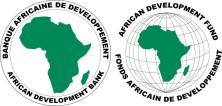 BANQUE AFRICAINE DE DEVELOPPEMENT
AFRICAN DEVELOPMENT BANK
AFRICAN DEVELOPMENT FUND
FONDS AFRICAIN DE DEVELOPPEMENT